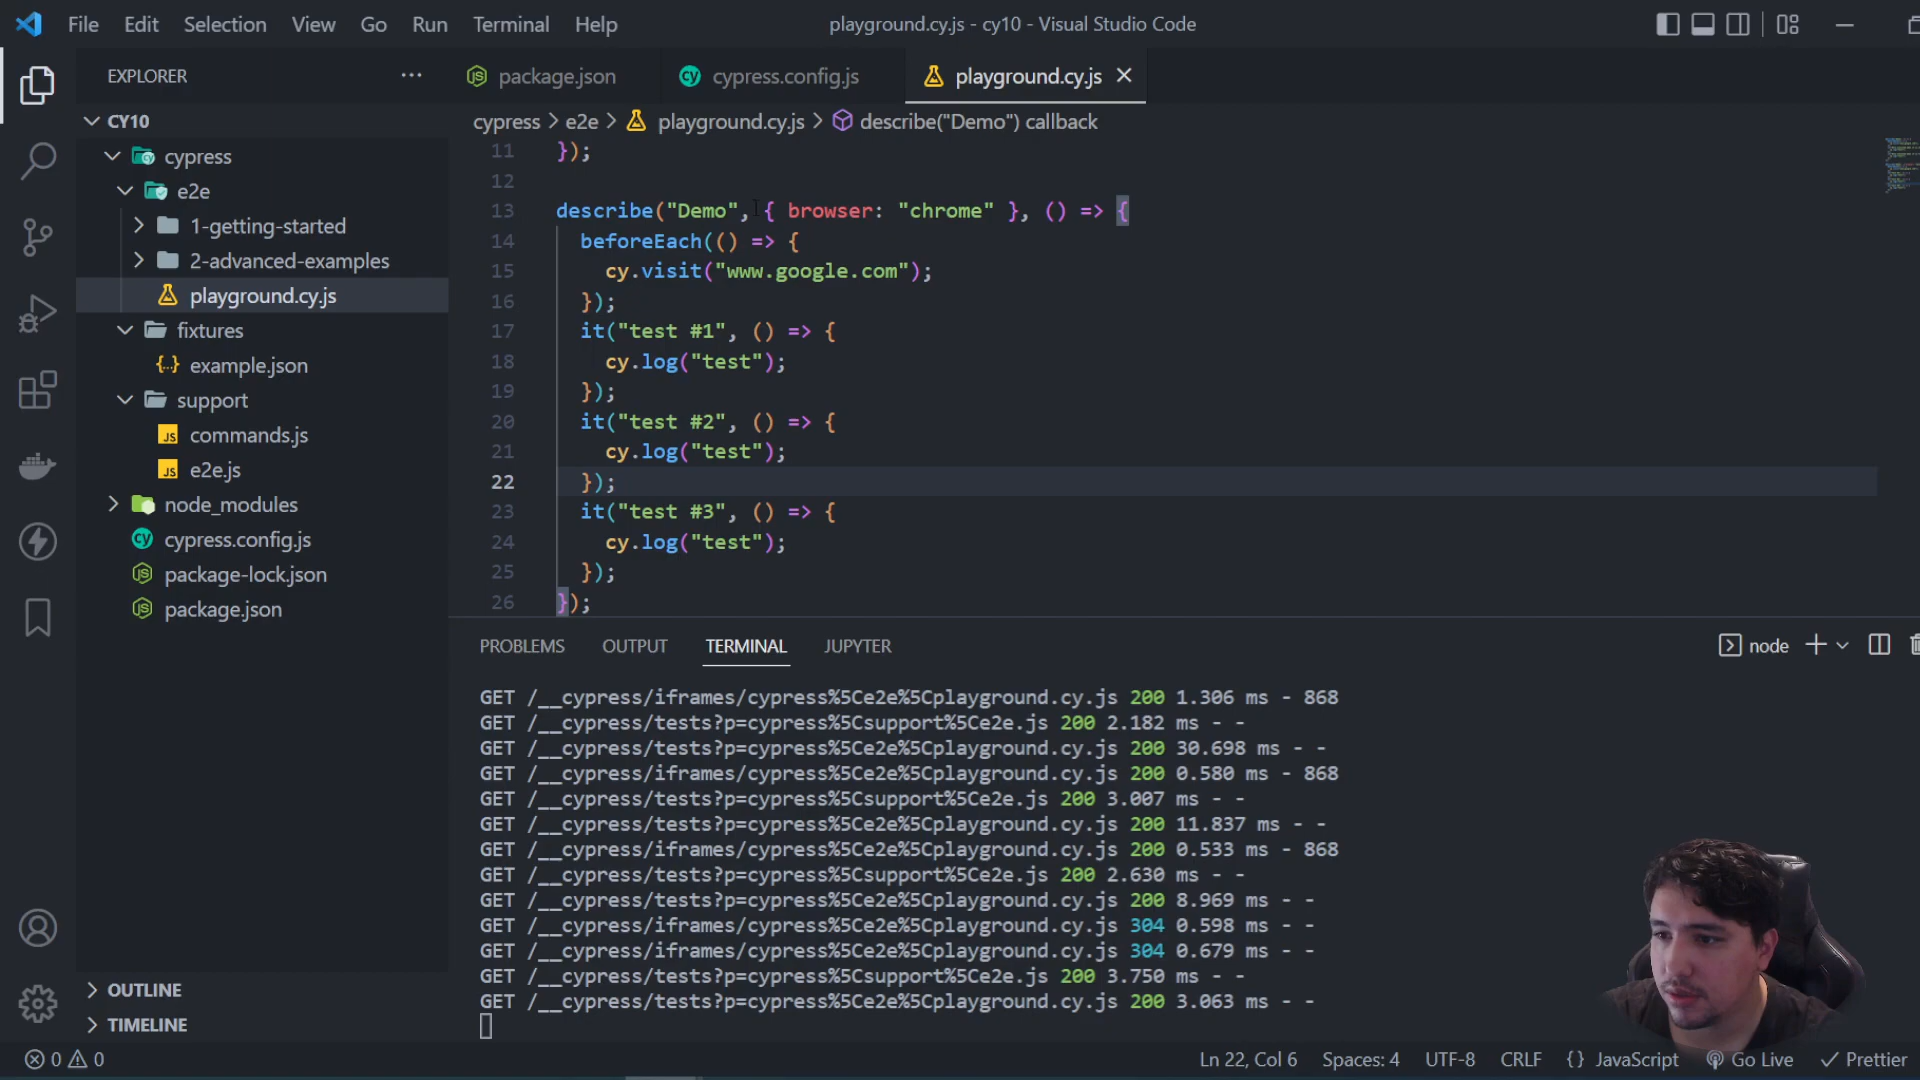 File Edit Selection View Go Run Terminal Help
playground.cy.js - cy10 - Visual Studio Code
EXPLORER
CY10
cypress
e2e
1-getting-started
2-advanced-examples
playground.cy.js
fixtures
example.json
support
commands.js
e2e.js
node_modules
cypress.config.js
package-lock.json
package.json
OUTLINE
TIMELINE
package.json cypress.config.js playground.cy.js
cypress > e2e > playground.cy.js > describe("Demo") callback
11 });
12
13 describe("Demo", { browser: "chrome" }, () => {
14 beforeEach(() => {
15 cy.visit("www.google.com");
16 });
17 it("test #1", () => {
18 cy.log("test");
19 });
20 it("test #2", () => {
21 cy.log("test");
22 });
23 it("test #3", () => {
24 cy.log("test");
25 });
26 });
PROBLEMS OUTPUT TERMINAL JUPYTER
node
GET /__cypress/iframes/cypress%5Ce2e%5Cplayground.cy.js 200 1.306 ms - 868
GET /__cypress/tests?p=cypress%5Csupport%5Ce2e.js 200 2.182 ms - -
GET /__cypress/tests?p=cypress%5Ce2e%5Cplayground.cy.js 200 30.698 ms - -
GET /__cypress/iframes/cypress%5Ce2e%5Cplayground.cy.js 200 0.580 ms - 868
GET /__cypress/tests?p=cypress%5Csupport%5Ce2e.js 200 3.007 ms - -
GET /__cypress/tests?p=cypress%5Ce2e%5Cplayground.cy.js 200 11.837 ms - -
GET /__cypress/iframes/cypress%5Ce2e%5Cplayground.cy.js 200 0.533 ms - 868
GET /__cypress/tests?p=cypress%5Csupport%5Ce2e.js 200 2.630 ms - -
GET /__cypress/tests?p=cypress%5Ce2e%5Cplayground.cy.js 200 8.969 ms - -
GET /__cypress/iframes/cypress%5Ce2e%5Cplayground.cy.js 304 0.598 ms - -
GET /__cypress/iframes/cypress%5Ce2e%5Cplayground.cy.js 304 0.679 ms - -
GET /__cypress/tests?p=cypress%5Csupport%5Ce2e.js 200 3.750 ms - -
GET /__cypress/tests?p=cypress%5Ce2e%5Cplayground.cy.js 200 3.063 ms - -
0 0
Ln 22, Col 6 Spaces: 4 UTF-8 CRLF {} JavaScript Go Live Prettier